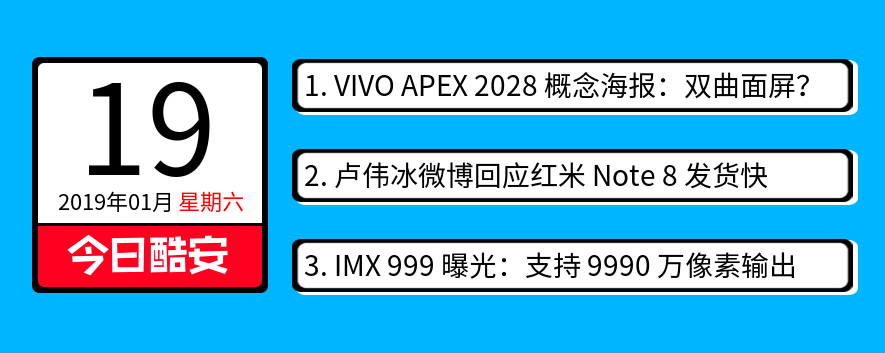 19
2019年01月 星期六
今日酷安
1. VIVO APEX 2028 概念海报：双曲面屏？
2. 卢伟冰微博回应红米 Note 8 发货快
3. IMX 999 曝光：支持 9990 万像素输出